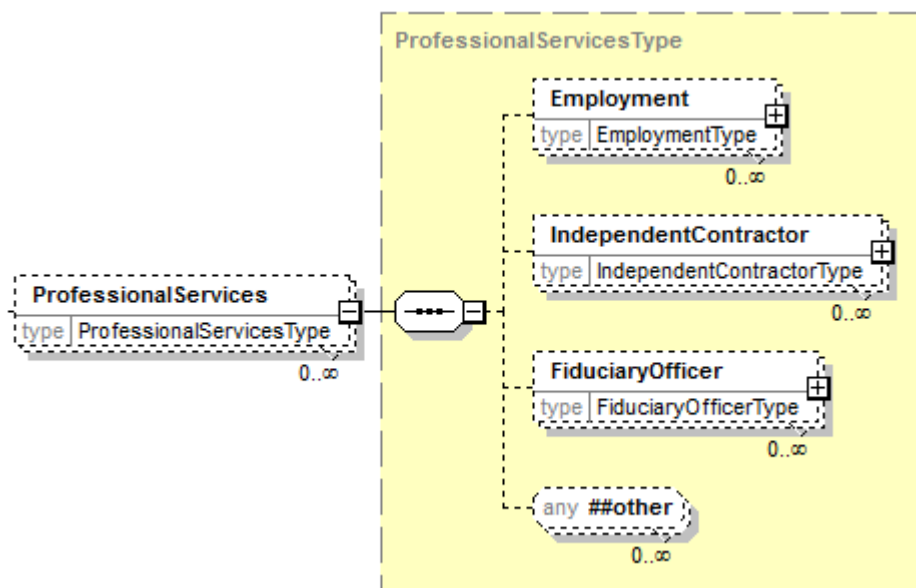 ProfessionalServicesType
Employment
type EmploymentType
0..∞
IndependentContractor
type IndependentContractorType
0..∞
ProfessionalServices
type ProfessionalServicesType
0..∞
FiduciaryOfficer
type FiduciaryOfficerType
0..∞
any ##other
0..∞